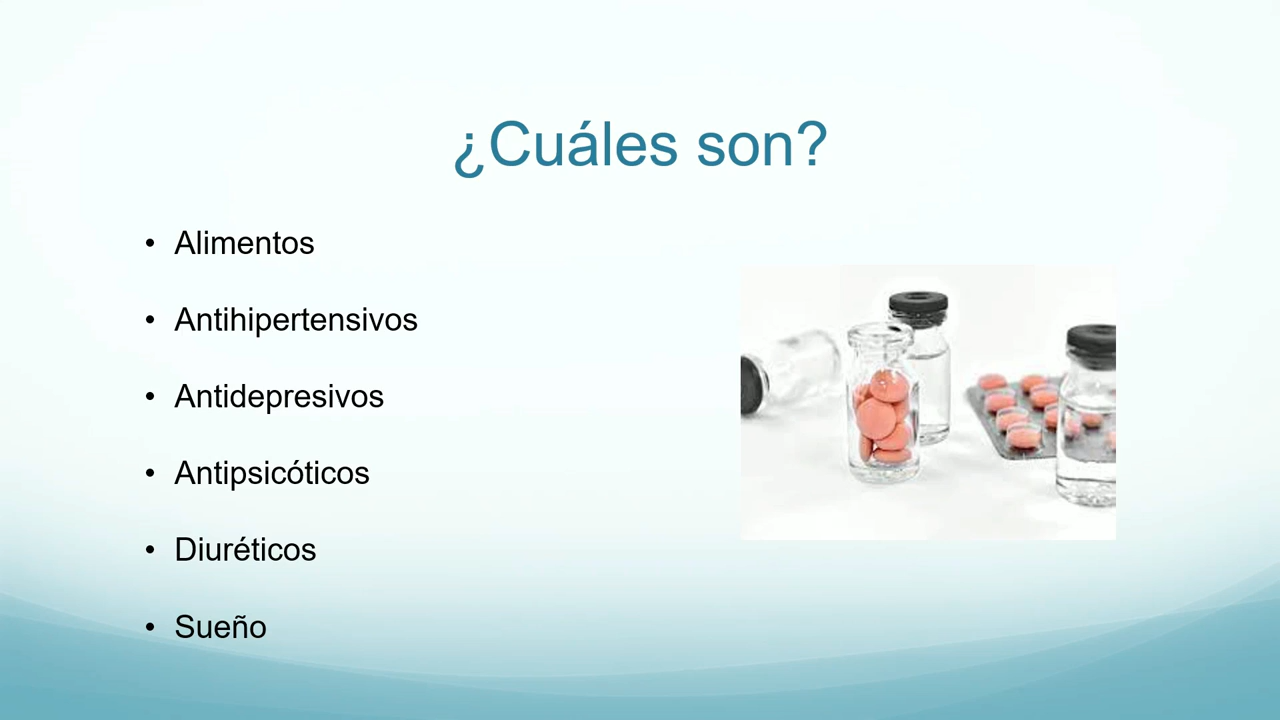 ¿Cuáles son?
• Alimentos
• Antihipertensivos
• Antidepresivos
• Antipsicóticos
• Diuréticos
• Sueño